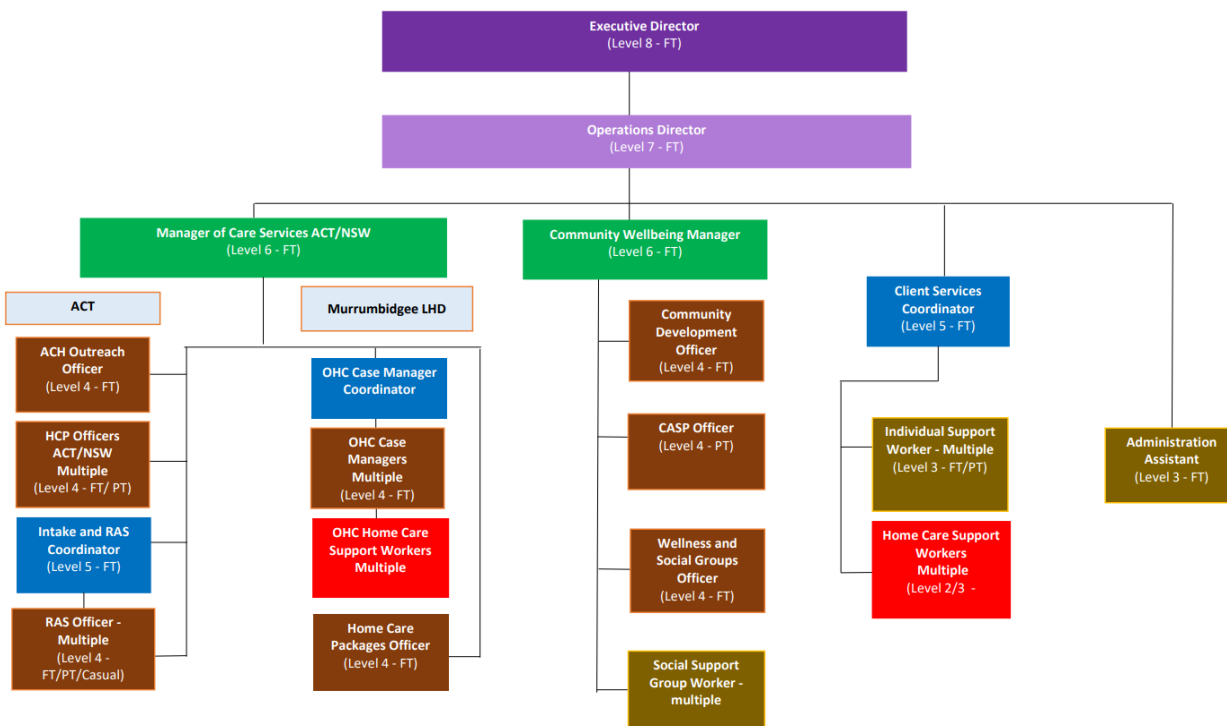 Executive Director
(Level 8 - FT)
Operations Director
(Level 7 - FT)
Manager of Care Services ACT/NSW
(Level 6 - FT)
Community Wellbeing Manager
(Level 6 - FT)
Client Services
Coordinator
(Level 5 - FT)
Administration
Assistant
(Level 3 - FT)
ACT
ACH Outreach
Officer
(Level 4 - FT)
HCP Officers
ACT/NSW
Multiple
(Level 4 - FT/ PT)
Intake and RAS
Coordinator
(Level 5 - FT)
RAS Officer -
Multiple
(Level 4 -
FT/PT/Casual)
Murrumbidgee LHD
OHC Case Manager
Coordinator
OHC Case
Managers
Multiple
(Level 4 - FT)
OHC Home Care
Support Workers
Multiple
Home Care
Packages Officer
(Level 4 - FT)
Community
Development
Officer
(Level 4 - FT)
CASP Officer
(Level 4 - PT)
Wellness and
Social Groups
Officer
(Level 4 - FT)
Social Support
Group Worker -
multiple
Individual Support
Worker - Multiple
(Level 3 - FT/PT)
Home Care Support
Workers
Multiple
(Level 2/3 -